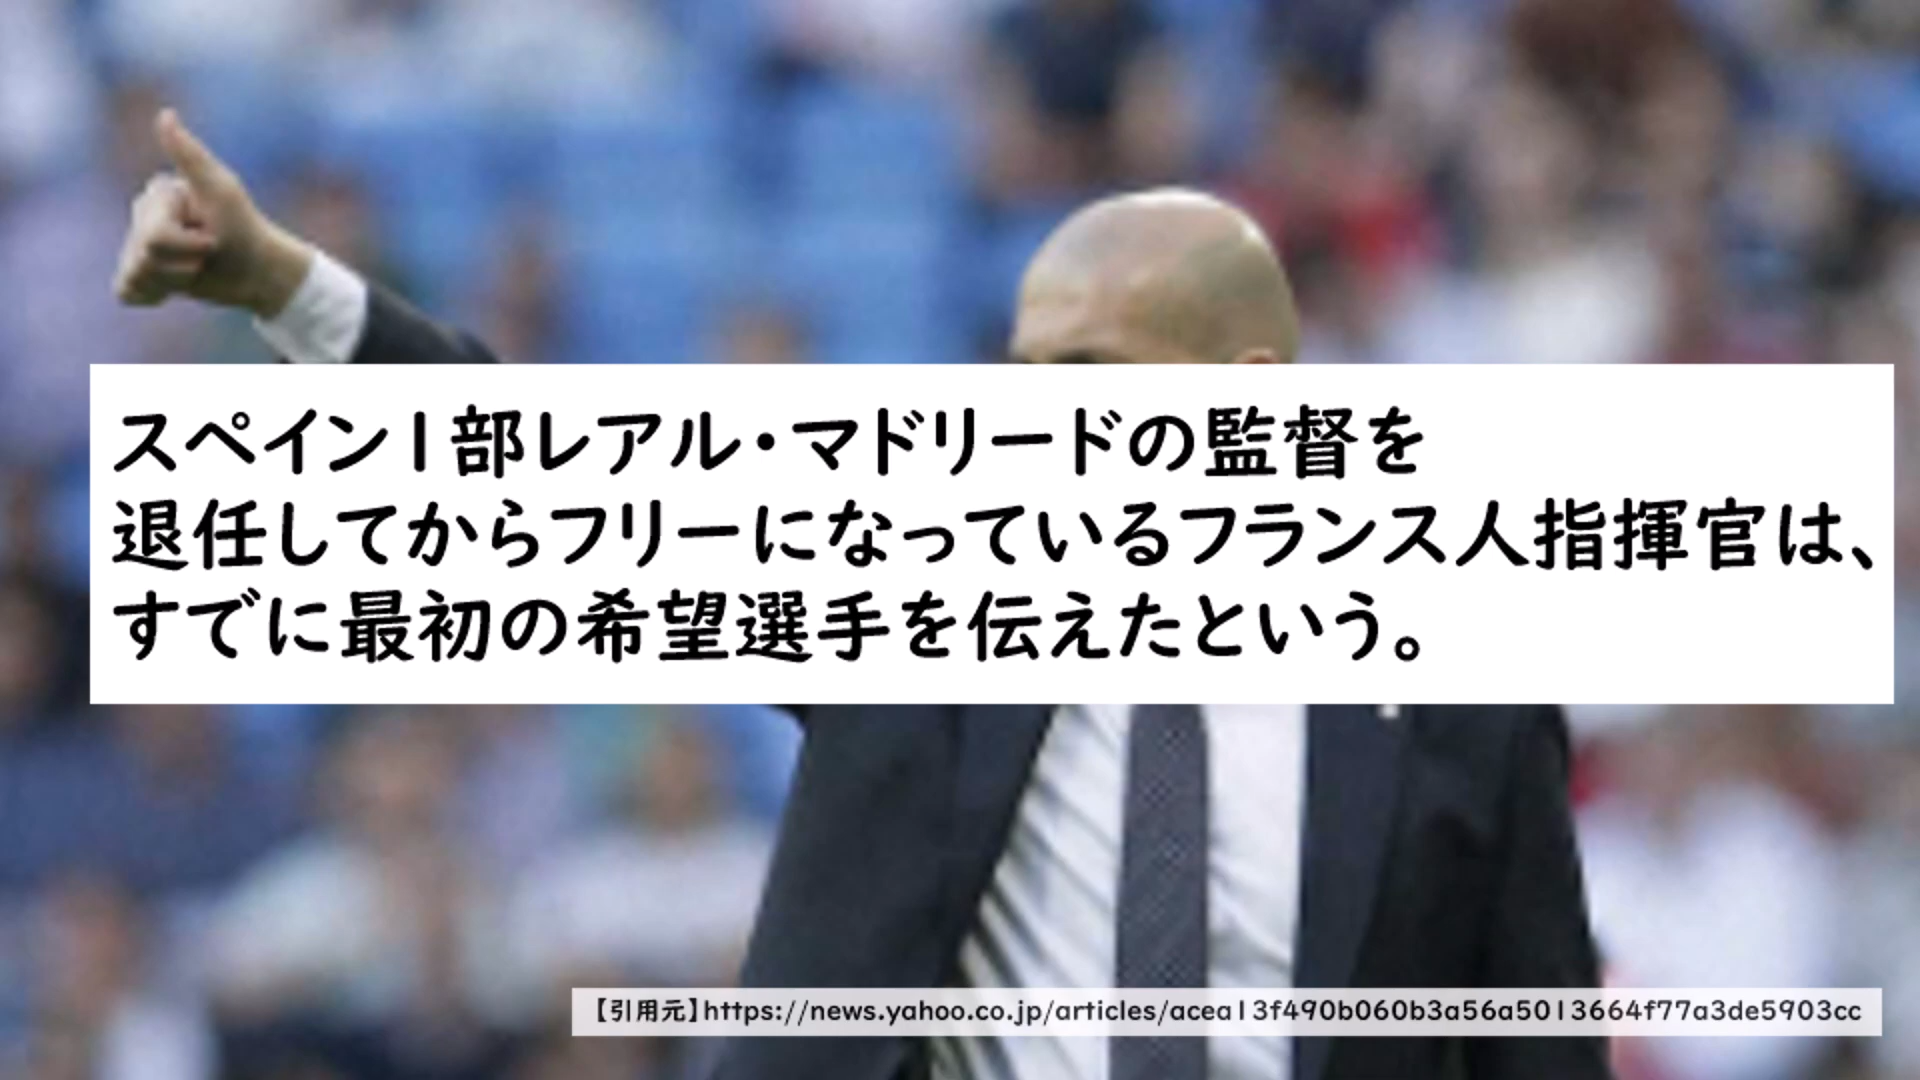 スペイン1部レアル・マドリードの監督を
退任してからフリーになっているフランス人指揮官は、
すでに最初の希望選手を伝えたという。
【引用元】https://news.yahoo.co.jp/articles/acea13f490b060b3a56a5013664f77a3de5903cc